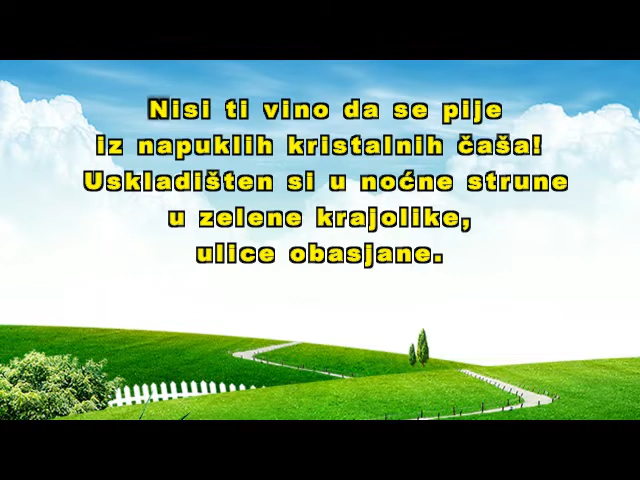 Nisi ti vino da se pije
iz napuklih kristalnih čaša!
Uskladišten si u noćne strune
u zelene krajolike,
ulice obasjane.